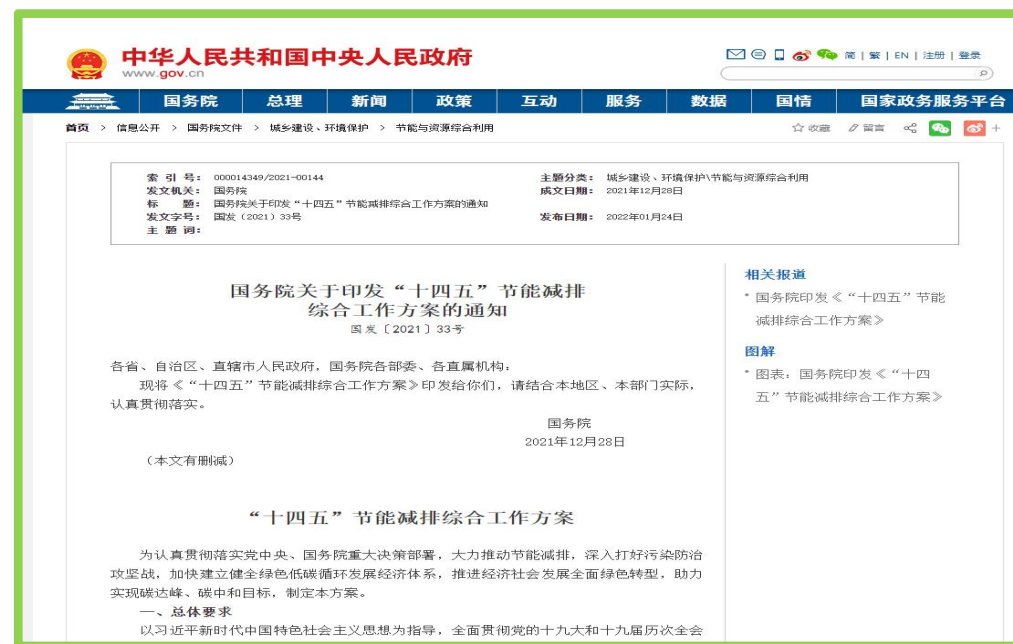 中华人民共和国中央人民政府
www.gov.cn
简 | 繁 | EN | 注册 | 登录
国务院 总理 新闻 政策 互动 服务 数据 国情 国家政务服务平台
首页 > 信息公开 > 国务院文件 > 城乡建设、环境保护 > 节能与资源综合利用
☆ 收藏 留言 +
索 引 号： 000014349/2021-00144 主题分类： 城乡建设、环境保护\节能与资源综合利用
发文机关： 国务院 成文日期： 2021年12月28日
标 题： 国务院关于印发“十四五”节能减排综合工作方案的通知
发文字号： 国发〔2021〕33号 发布日期： 2022年01月24日
主 题 词：
国务院关于印发“十四五”节能减排
综合工作方案的通知
国发〔2021〕33号
各省、自治区、直辖市人民政府，国务院各部委、各直属机构：
现将《“十四五”节能减排综合工作方案》印发给你们，请结合本地区、本部门实际，
认真贯彻落实。
国务院
2021年12月28日
（本文有删减）
“十四五”节能减排综合工作方案
为认真贯彻落实党中央、国务院重大决策部署，大力推动节能减排，深入打好污染防治
攻坚战，加快建立健全绿色低碳循环发展经济体系，推进经济社会发展全面绿色转型，助力
实现碳达峰、碳中和目标，制定本方案。
一、总体要求
以习近平新时代中国特色社会主义思想为指导，全面贯彻党的十九大和十九届历次全会
相关报道
• 国务院印发《“十四五”节能
减排综合工作方案》
图解
• 图表：国务院印发《“十四
五”节能减排综合工作方案》